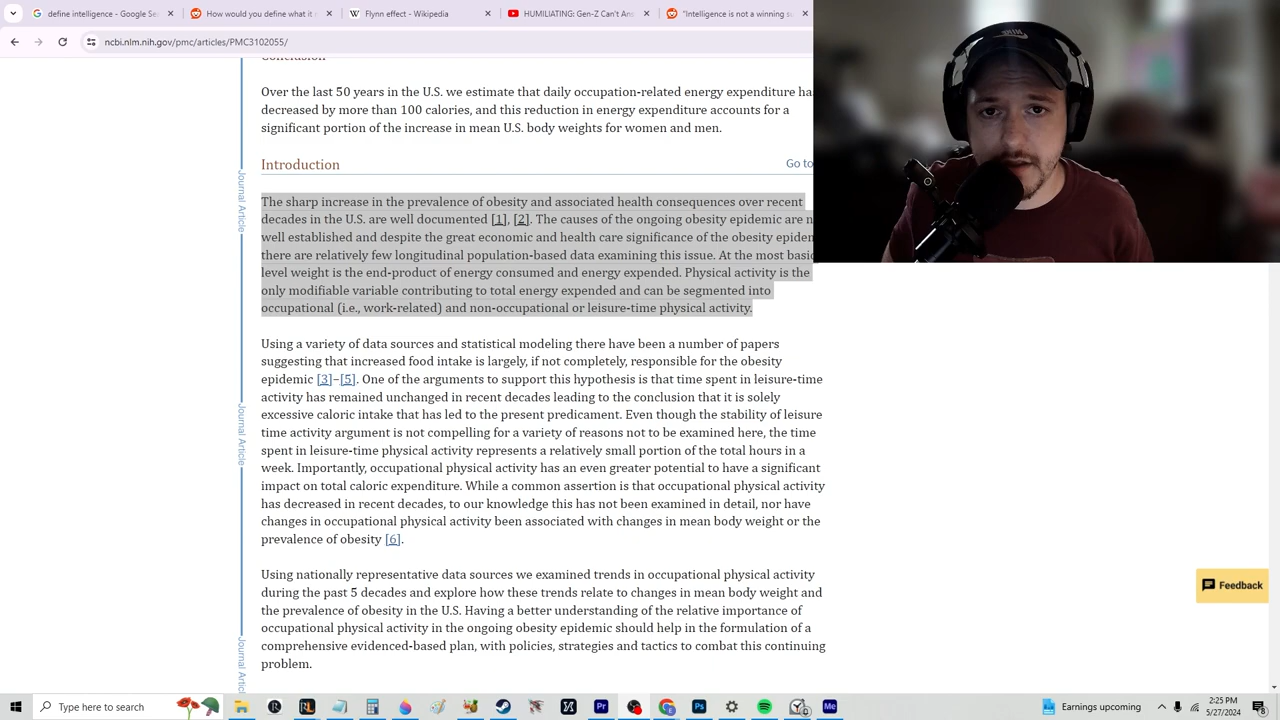 define intelligence - Goog
How would you define inte
Flynn effect - Wikipedia
HUMILIATING Gen-Z Can't An
"Intelligence is not a winning s
ncbi.nlm.nih.gov/pmc/articles/PMC3102055/
Conclusion
Over the last 50 years in the U.S. we estimate that daily occupation-related energy expenditure ha
decreased by more than 100 calories, and this reduction in energy expenditure accounts for a
significant portion of the increase in mean U.S. body weights for women and men.
Introduction
Go to
The sharp increases in the prevalence of obesity and associated health consequences over recent
decades in the U.S. are well documented [1], [2]. The causes of the ongoing obesity epidemic are n
well established and despite the great economic and health care significance of the obesity epidem
there are relatively few longitudinal population-based data examining this issue. At the most basic
level there are the constructs of energy consumed and energy expended. Physical activity is the
only modifiable variable contributing to total energy expended and can be segmented into
occupational (i.e., work-related) and non-occupational or leisure-time physical activity.
Using a variety of data sources and statistical modeling there have been a number of papers
suggesting that increased food intake is largely, if not completely, responsible for the obesity
epidemic [3]–[5]. One of the arguments to support this hypothesis is that time spent in leisure-time
activity has remained unchanged in recent decades leading to the conclusion that it is solely
excessive caloric intake that has led to the present predicament. Even though the stability of leisure
time activity argument is not compelling for a variety of reasons not to be examined here, the time
spent in leisure-time physical activity represents a relatively small portion of the total hours in a
week. Importantly, occupational physical activity has an even greater potential to have a significant
impact on total caloric expenditure. While a common assertion is that occupational physical activity
has decreased in recent decades, to our knowledge this has not been examined in detail, nor have
changes in occupational physical activity been associated with changes in mean body weight or the
prevalence of obesity [6].
Using nationally representative data sources we examined trends in occupational physical activity
during the past 5 decades and explore how these trends relate to changes in mean body weight and
the prevalence of obesity in the U.S. Having a better understanding of the relative importance of
occupational physical activity in the ongoing obesity epidemic should help in the formulation of a
comprehensive evidence-based plan, with policies, strategies and tactics to combat this continuing
problem.
Journal Article
Journal Article
Journal Artic
Feedback
Type here to search
Earnings upcoming
2:25 PM
5/27/2024